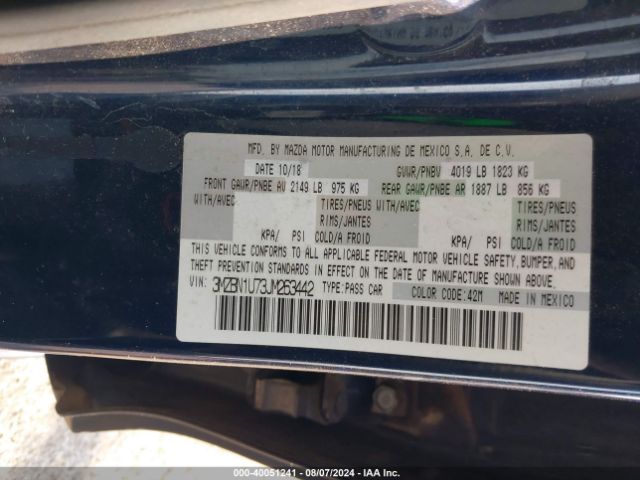 MFD. BY MAZDA MOTOR MANUFACTURING DE MEXICO S.A. DE C.V.
DATE 10/18 GVWR/PNBV 4019 LB 1823 KG
FRONT GAWR/PNBE AV 2149 LB 975 KG REAR GAWR/PNBE AR 1887 LB 856 KG
WITH/AVEC TIRES/PNEUS WITH/AVEC TIRES/PNEUS
RIMS/JANTES RIMS/JANTES
KPA/ PSI COLD/A FROID KPA/ PSI COLD/A FROID
THIS VEHICLE CONFORMS TO ALL APPLICABLE FEDERAL MOTOR VEHICLE SAFETY, BUMPER, AND
THEFT PREVENTION STANDARDS IN EFFECT ON THE DATE OF MANUFACTURE SHOWN ABOVE.
3MZBN1U73JM263442 TYPE:PASS CAR COLOR CODE:42M MADE IN MEXICO
000-40051241 - 08/07/2024 - IAA Inc.